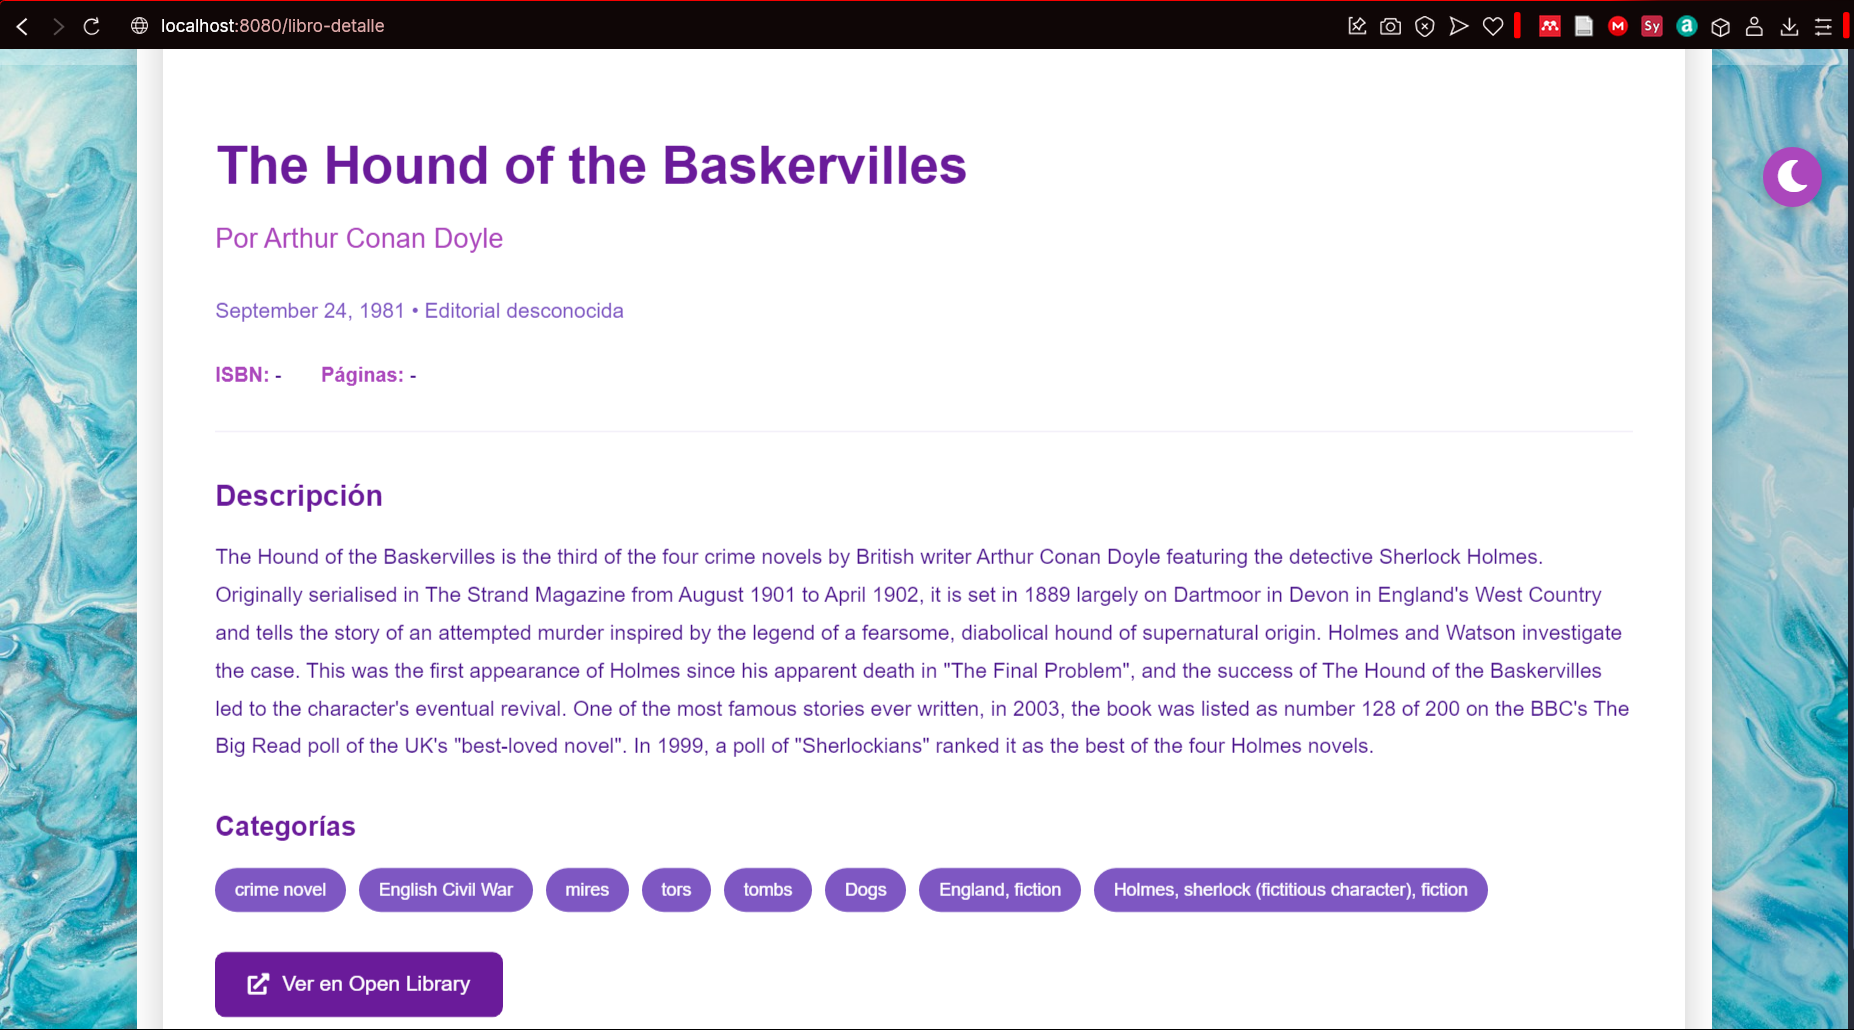 localhost:8080/libro-detalle
M
Sy
a
The Hound of the Baskervilles
Por Arthur Conan Doyle
September 24, 1981 • Editorial desconocida
ISBN: - Páginas: -
Descripción
The Hound of the Baskervilles is the third of the four crime novels by British writer Arthur Conan Doyle featuring the detective Sherlock Holmes.
Originally serialised in The Strand Magazine from August 1901 to April 1902, it is set in 1889 largely on Dartmoor in Devon in England's West Country
and tells the story of an attempted murder inspired by the legend of a fearsome, diabolical hound of supernatural origin. Holmes and Watson investigate
the case. This was the first appearance of Holmes since his apparent death in "The Final Problem", and the success of The Hound of the Baskervilles
led to the character's eventual revival. One of the most famous stories ever written, in 2003, the book was listed as number 128 of 200 on the BBC's The
Big Read poll of the UK's "best-loved novel". In 1999, a poll of "Sherlockians" ranked it as the best of the four Holmes novels.
Categorías
crime novel English Civil War mires tors tombs Dogs England, fiction Holmes, sherlock (fictitious character), fiction
Ver en Open Library